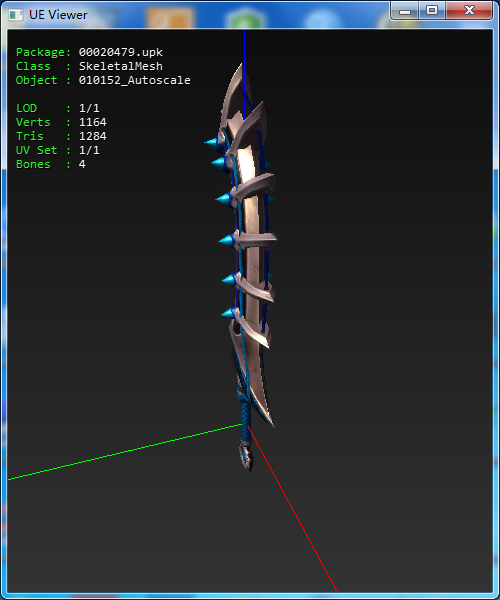 UE Viewer
Package: 00020479.upk
Class : SkeletalMesh
Object : 010152_Autoscale
LOD : 1/1
Verts : 1164
Tris : 1284
UV Set : 1/1
Bones : 4